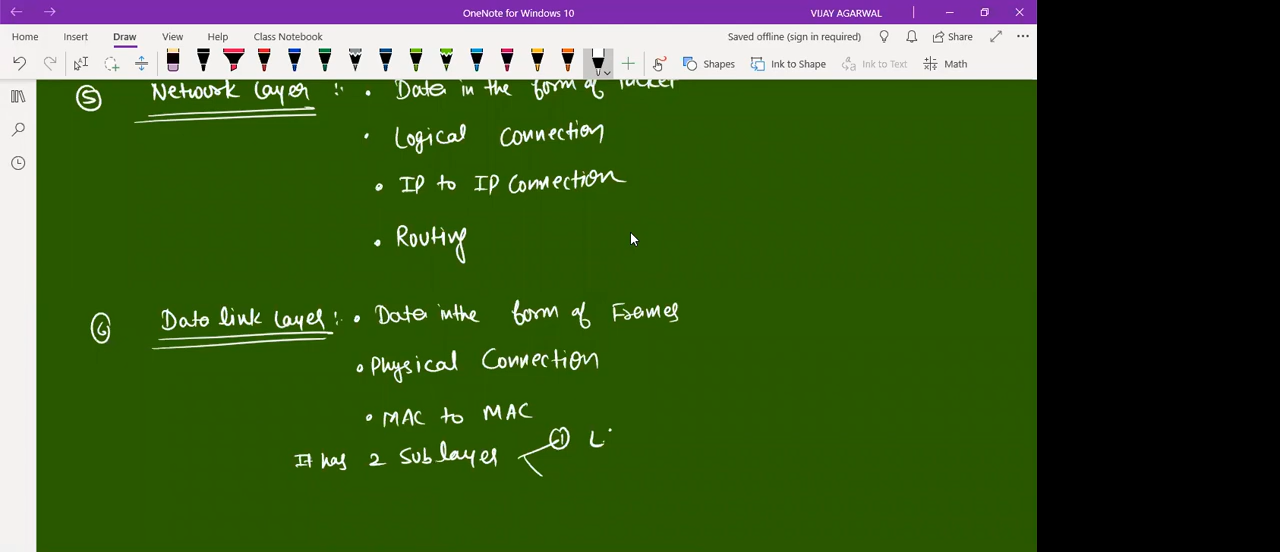 OneNote for Windows 10
VIJAY AGARWAL
Home Insert Draw View Help Class Notebook
Saved offline (sign in required) Share
Shapes Ink to Shape Ink to Text Math
5 Network Layer :- • Data in the form of Packet
• Logical Connection
• IP to IP Connection
• Routing
6 Data link Layer :- • Data in the form of Frames
• Physical Connection
• MAC to MAC
It has 2 Sublayer 1 L